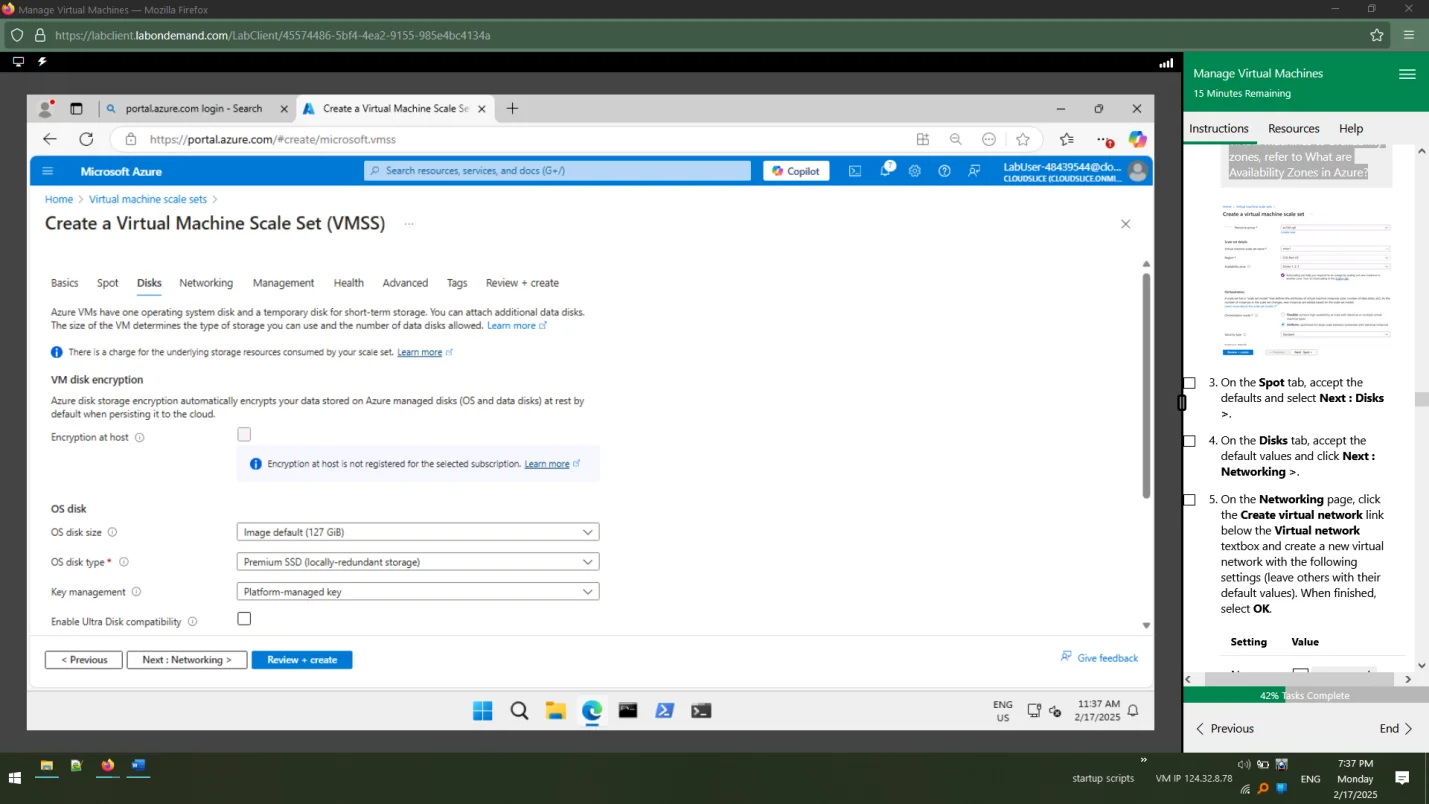 Manage Virtual Machines — Mozilla Firefox
https://labclient.labondemand.com/LabClient/45574486-5bf4-4ea2-9155-985e4bc4134a
portal.azure.com login - Search
Create a Virtual Machine Scale Se
https://portal.azure.com/#create/microsoft.vmss
Microsoft Azure
Search resources, services, and docs (G+/)
Copilot
7
LabUser-48439544@clo...
CLOUDSLICE (CLOUDSLICE.ONMI...
Home > Virtual machine scale sets >
Create a Virtual Machine Scale Set (VMSS) ...
Basics Spot Disks Networking Management Health Advanced Tags Review + create
Azure VMs have one operating system disk and a temporary disk for short-term storage. You can attach additional data disks.
The size of the VM determines the type of storage you can use and the number of data disks allowed. Learn more
There is a charge for the underlying storage resources consumed by your scale set. Learn more
VM disk encryption
Azure disk storage encryption automatically encrypts your data stored on Azure managed disks (OS and data disks) at rest by
default when persisting it to the cloud.
Encryption at host
Encryption at host is not registered for the selected subscription. Learn more
OS disk
OS disk size
Image default (127 GiB)
OS disk type *
Premium SSD (locally-redundant storage)
Key management
Platform-managed key
Enable Ultra Disk compatibility
< Previous
Next : Networking >
Review + create
Give feedback
ENG
US
11:37 AM
2/17/2025
Manage Virtual Machines
15 Minutes Remaining
Instructions Resources Help
zones, refer to What are
Availability Zones in Azure?
Create a virtual machine scale set
3. On the Spot tab, accept the
defaults and select Next : Disks
>.
4. On the Disks tab, accept the
default values and click Next :
Networking >.
5. On the Networking page, click
the Create virtual network link
below the Virtual network
textbox and create a new virtual
network with the following
settings (leave others with their
default values). When finished,
select OK.
Setting Value
42% Tasks Complete
< Previous
End >
startup scripts
VM IP 124.32.8.78
ENG
7:37 PM
Monday
2/17/2025